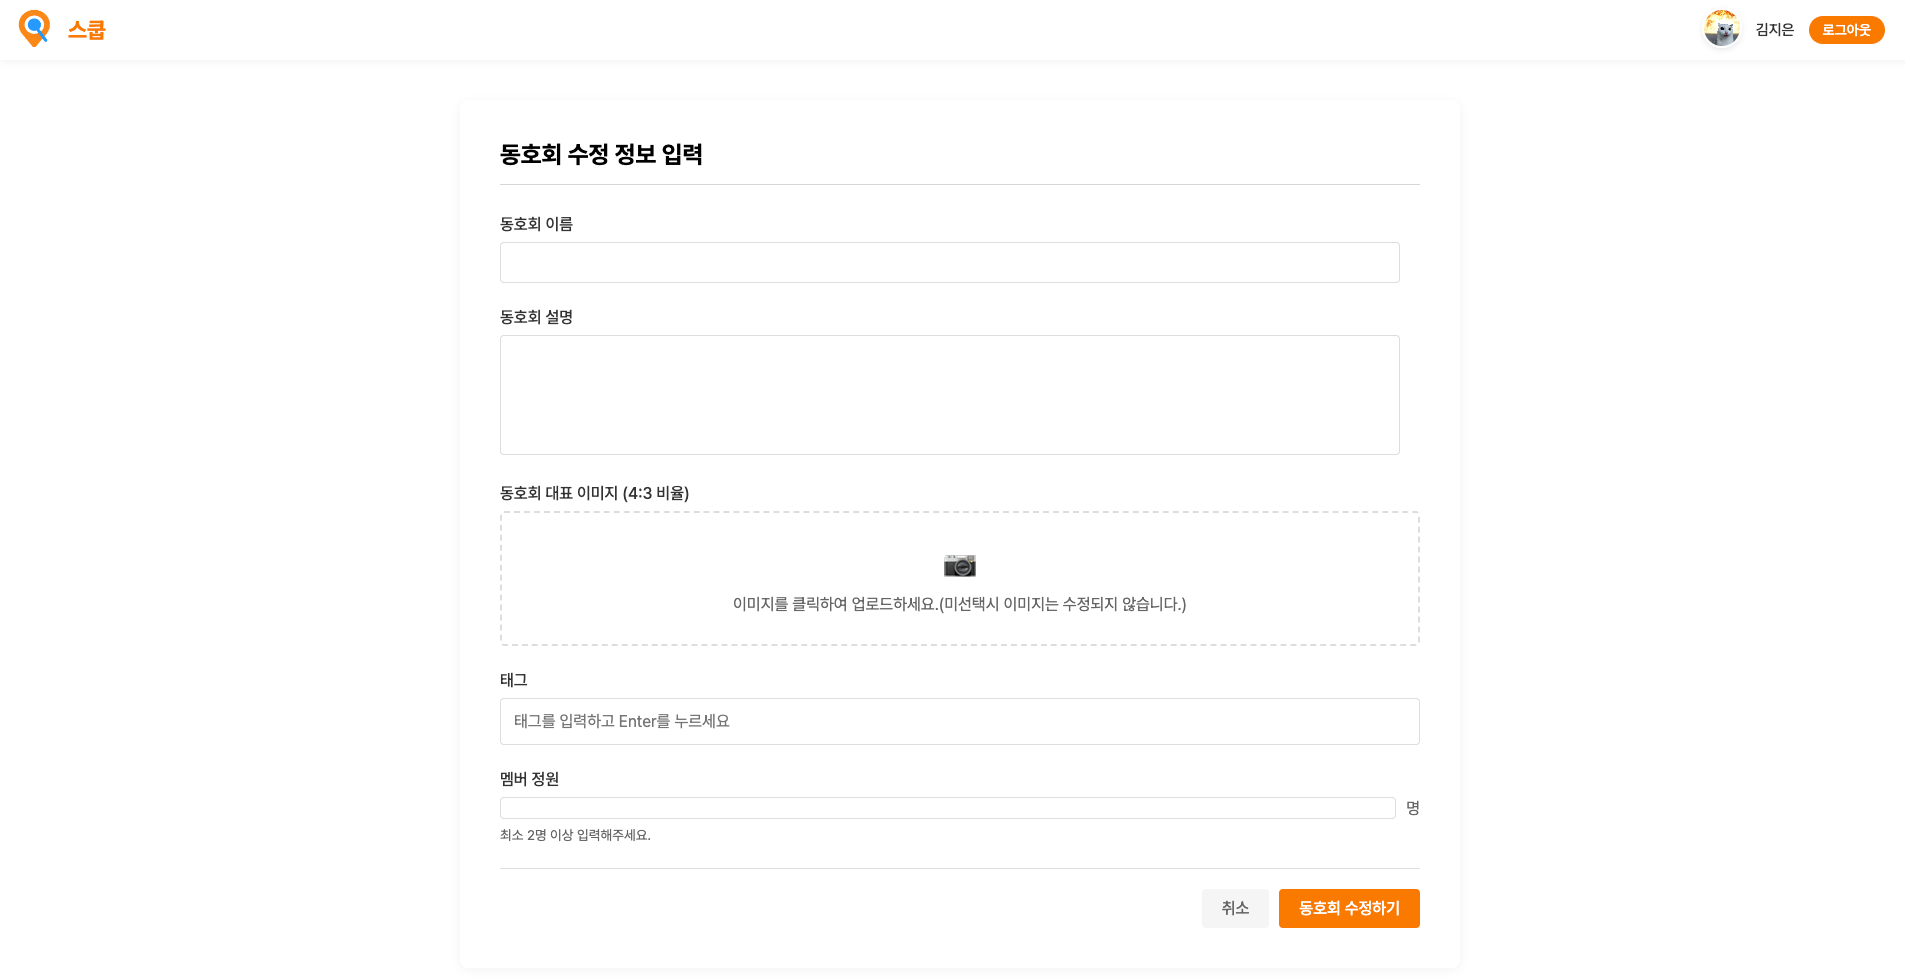 스쿱
김지은
로그아웃
동호회 수정 정보 입력
동호회 이름
동호회 설명
동호회 대표 이미지 (4:3 비율)
이미지를 클릭하여 업로드하세요.(미선택시 이미지는 수정되지 않습니다.)
태그
태그를 입력하고 Enter를 누르세요
멤버 정원
명
최소 2명 이상 입력해주세요.
취소
동호회 수정하기